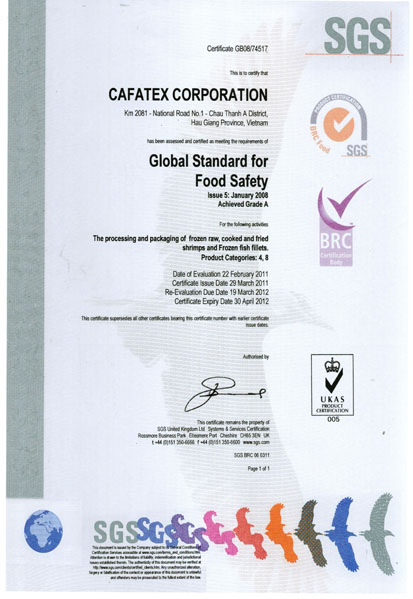 SGS
Certificate GB08/74517
This is to certify that
CAFATEX CORPORATION
Km 2081 - National Road No.1 - Chau Thanh A District,
Hau Giang Province, Vietnam
has been assessed and certified as meeting the requirements of
Global Standard for
Food Safety
Issue 5: January 2008
Achieved Grade A
For the following activities
The processing and packaging of frozen raw, cooked and fried
shrimps and Frozen fish fillets.
Product Categories: 4, 8
Date of Evaluation 22 February 2011
Certificate Issue Date 29 March 2011
Re-Evaluation Due Date 19 March 2012
Certificate Expiry Date 30 April 2012
This certificate supersedes all other certificates bearing this certificate number with earlier certificate
issue dates.
PRODUCT CERTIFICATION
BRC Food
SGS
BRC
Certification
Body
Authorised by
UKAS
PRODUCT
CERTIFICATION
005
This certificate remains the property of
SGS United Kingdom Ltd Systems & Services Certification
Rossmore Business Park Ellesmere Port Cheshire CH65 3EN UK
t +44 (0)151 350-6666 f +44 (0)151 350-6600 www.sgs.com
SGS BRC 06 0311
Page 1 of 1
SGS SGS SGS
This document is issued by the Company subject to its General Conditions of
Certification Services accessible at www.sgs.com/terms_and_conditions.htm.
Attention is drawn to the limitations of liability, indemnification and jurisdictional
issues established therein. The authenticity of this document may be verified at
http://www.sgs.com/clients/certified_clients.htm. Any unauthorized alteration,
forgery or falsification of the content or appearance of this document is unlawful
and offenders may be prosecuted to the fullest extent of the law.